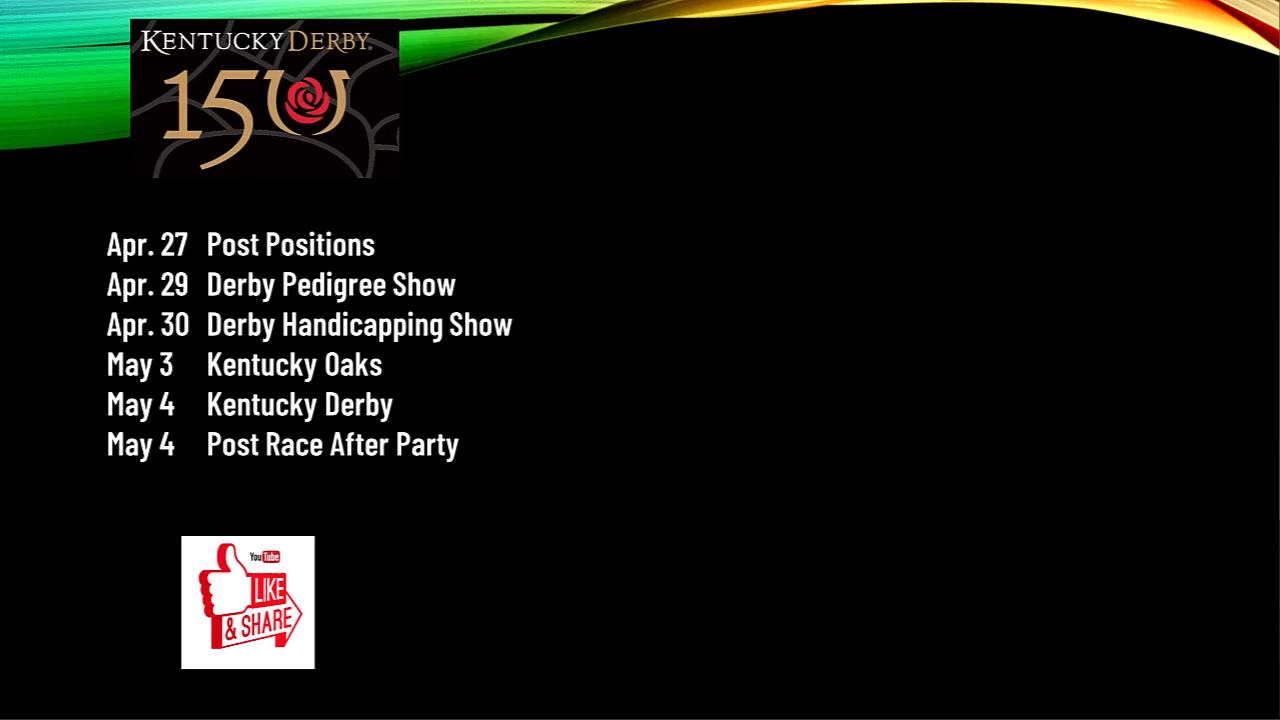 KENTUCKY DERBY®
150
Apr. 27 Post Positions
Apr. 29 Derby Pedigree Show
Apr. 30 Derby Handicapping Show
May 3 Kentucky Oaks
May 4 Kentucky Derby
May 4 Post Race After Party
YouTube
LIKE
& SHARE